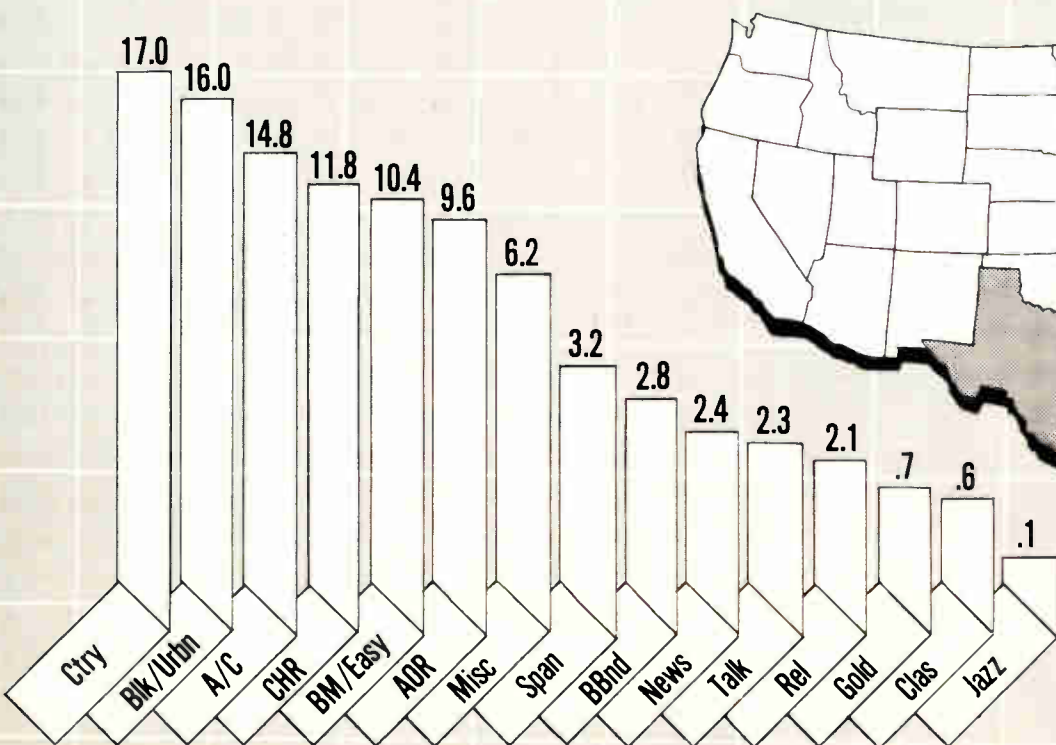 17.0
16.0
14.8
11.8
10.4
9.6
6.2
3.2
2.8
2.4
2.3
2.1
.7
.6
.1
Ctry
Blk/Urbn
A/C
CHR
BM/Easy
AOR
Misc
Span
BBnd
News
Talk
Rel
Gold
Clas
Jazz